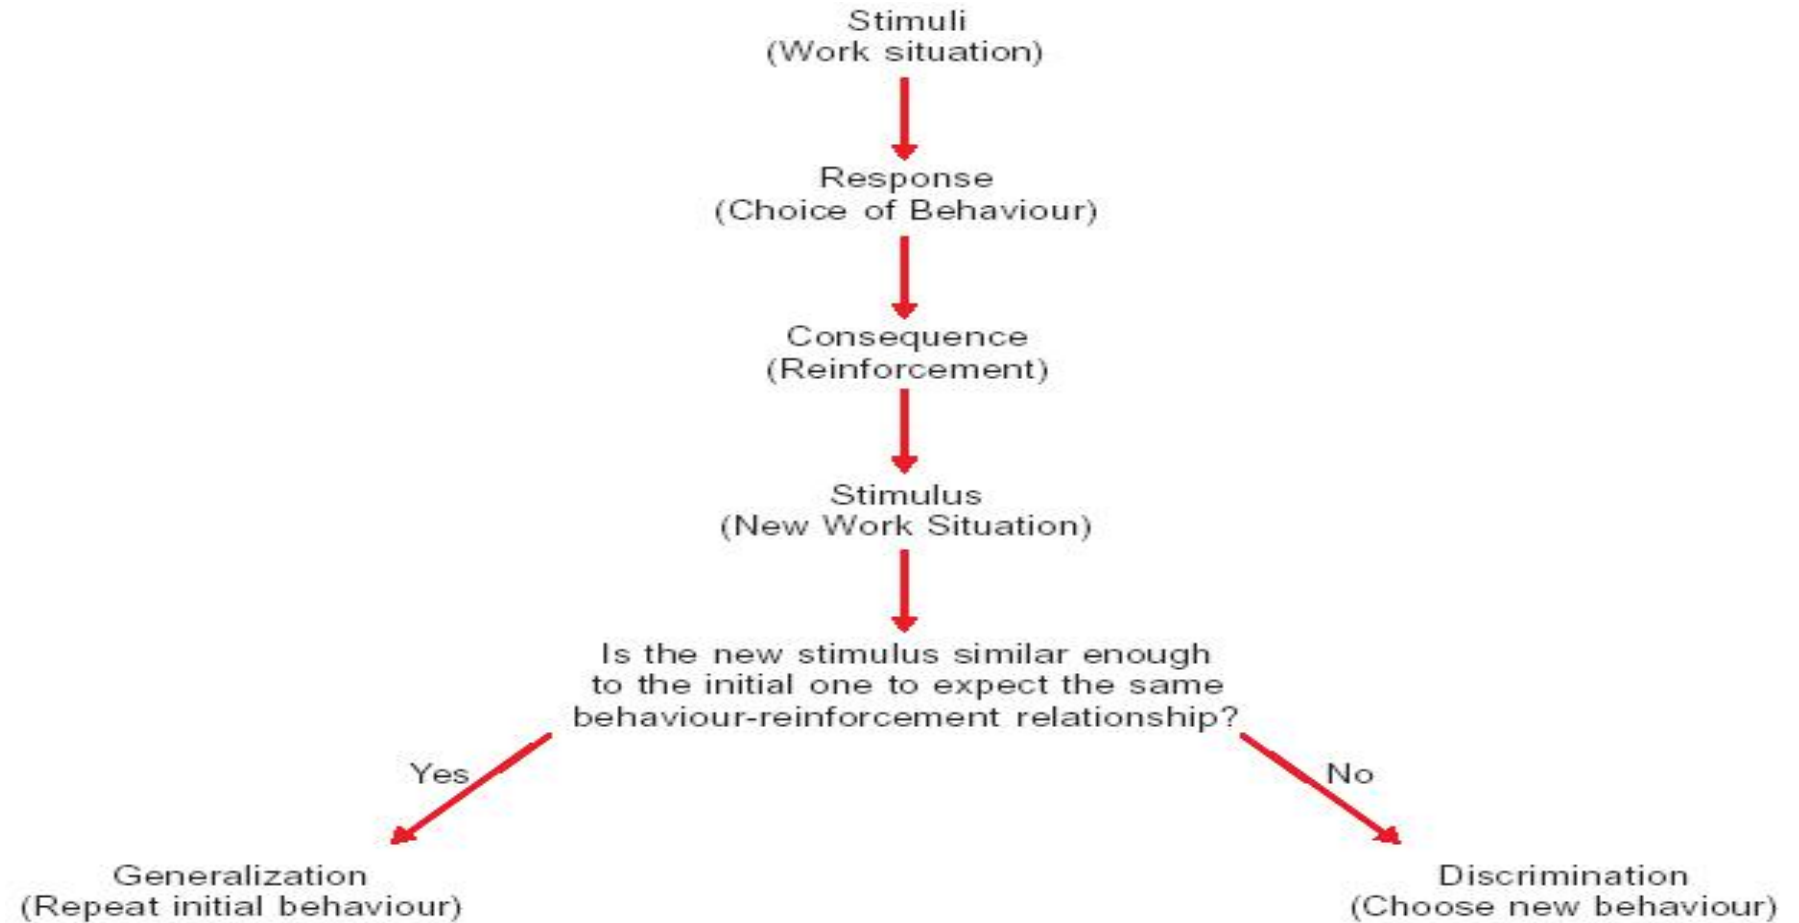 Stimuli
(Work situation)
Response
(Choice of Behaviour)
Consequence
(Reinforcement)
Stimulus
(New Work Situation)
Is the new stimulus similar enough
to the initial one to expect the same
behaviour-reinforcement relationship?
Yes
No
Generalization
(Repeat initial behaviour)
Discrimination
(Choose new behaviour)